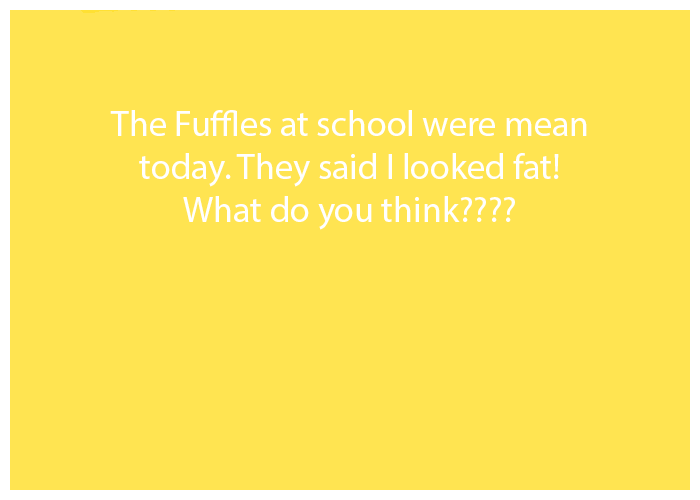 The Fuffles at school were mean
today. They said I looked fat!
What do you think????